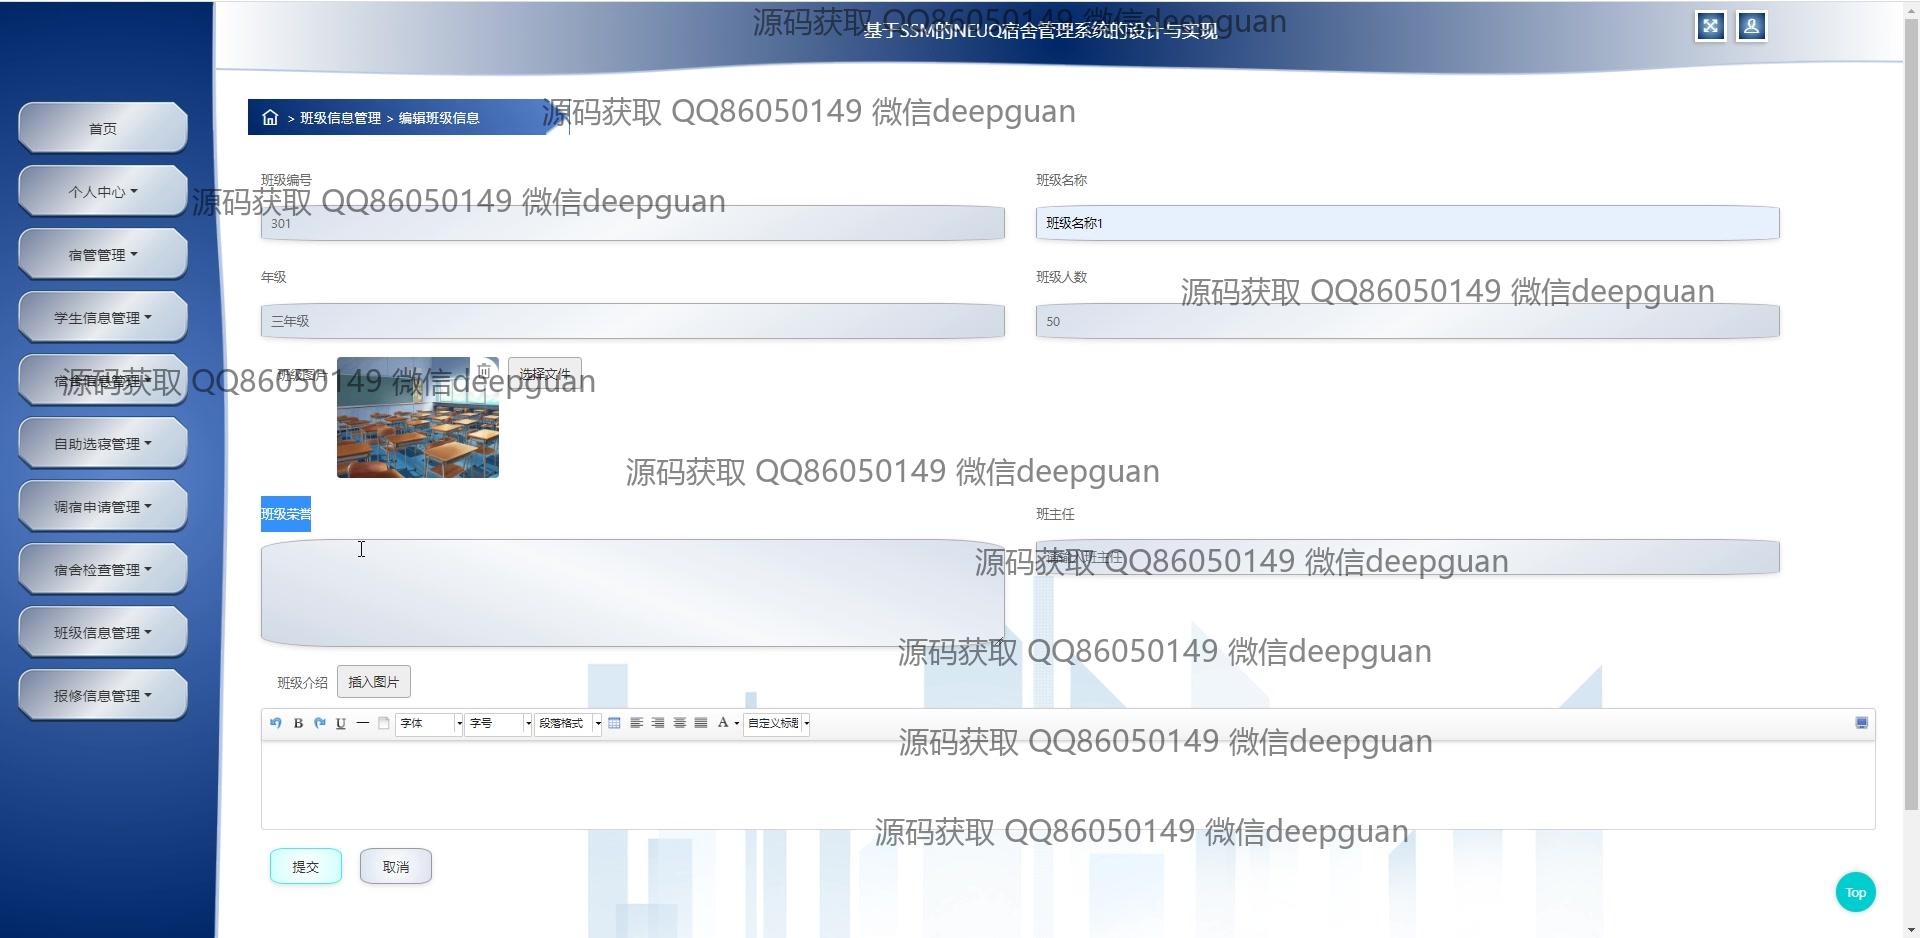 基于SSM的NEUQ宿舍管理系统的设计与实现
源码获取 QQ86050149 微信deepguan
> 班级信息管理 > 编辑班级信息
源码获取 QQ86050149 微信deepguan
首页
个人中心
宿管管理
学生信息管理
宿舍信息管理
自助选寝管理
调宿申请管理
宿舍检查管理
班级信息管理
报修信息管理
班级编号
301
班级名称
班级名称1
源码获取 QQ86050149 微信deepguan
年级
三年级
班级人数
50
源码获取 QQ86050149 微信deepguan
班级图片
选择文件
源码获取 QQ86050149 微信deepguan
源码获取 QQ86050149 微信deepguan
班级荣誉
班主任
请输入班主任
源码获取 QQ86050149 微信deepguan
源码获取 QQ86050149 微信deepguan
班级介绍
插入图片
B U 字体 字号 段落格式 A 自定义标题
源码获取 QQ86050149 微信deepguan
源码获取 QQ86050149 微信deepguan
提交
取消
Top